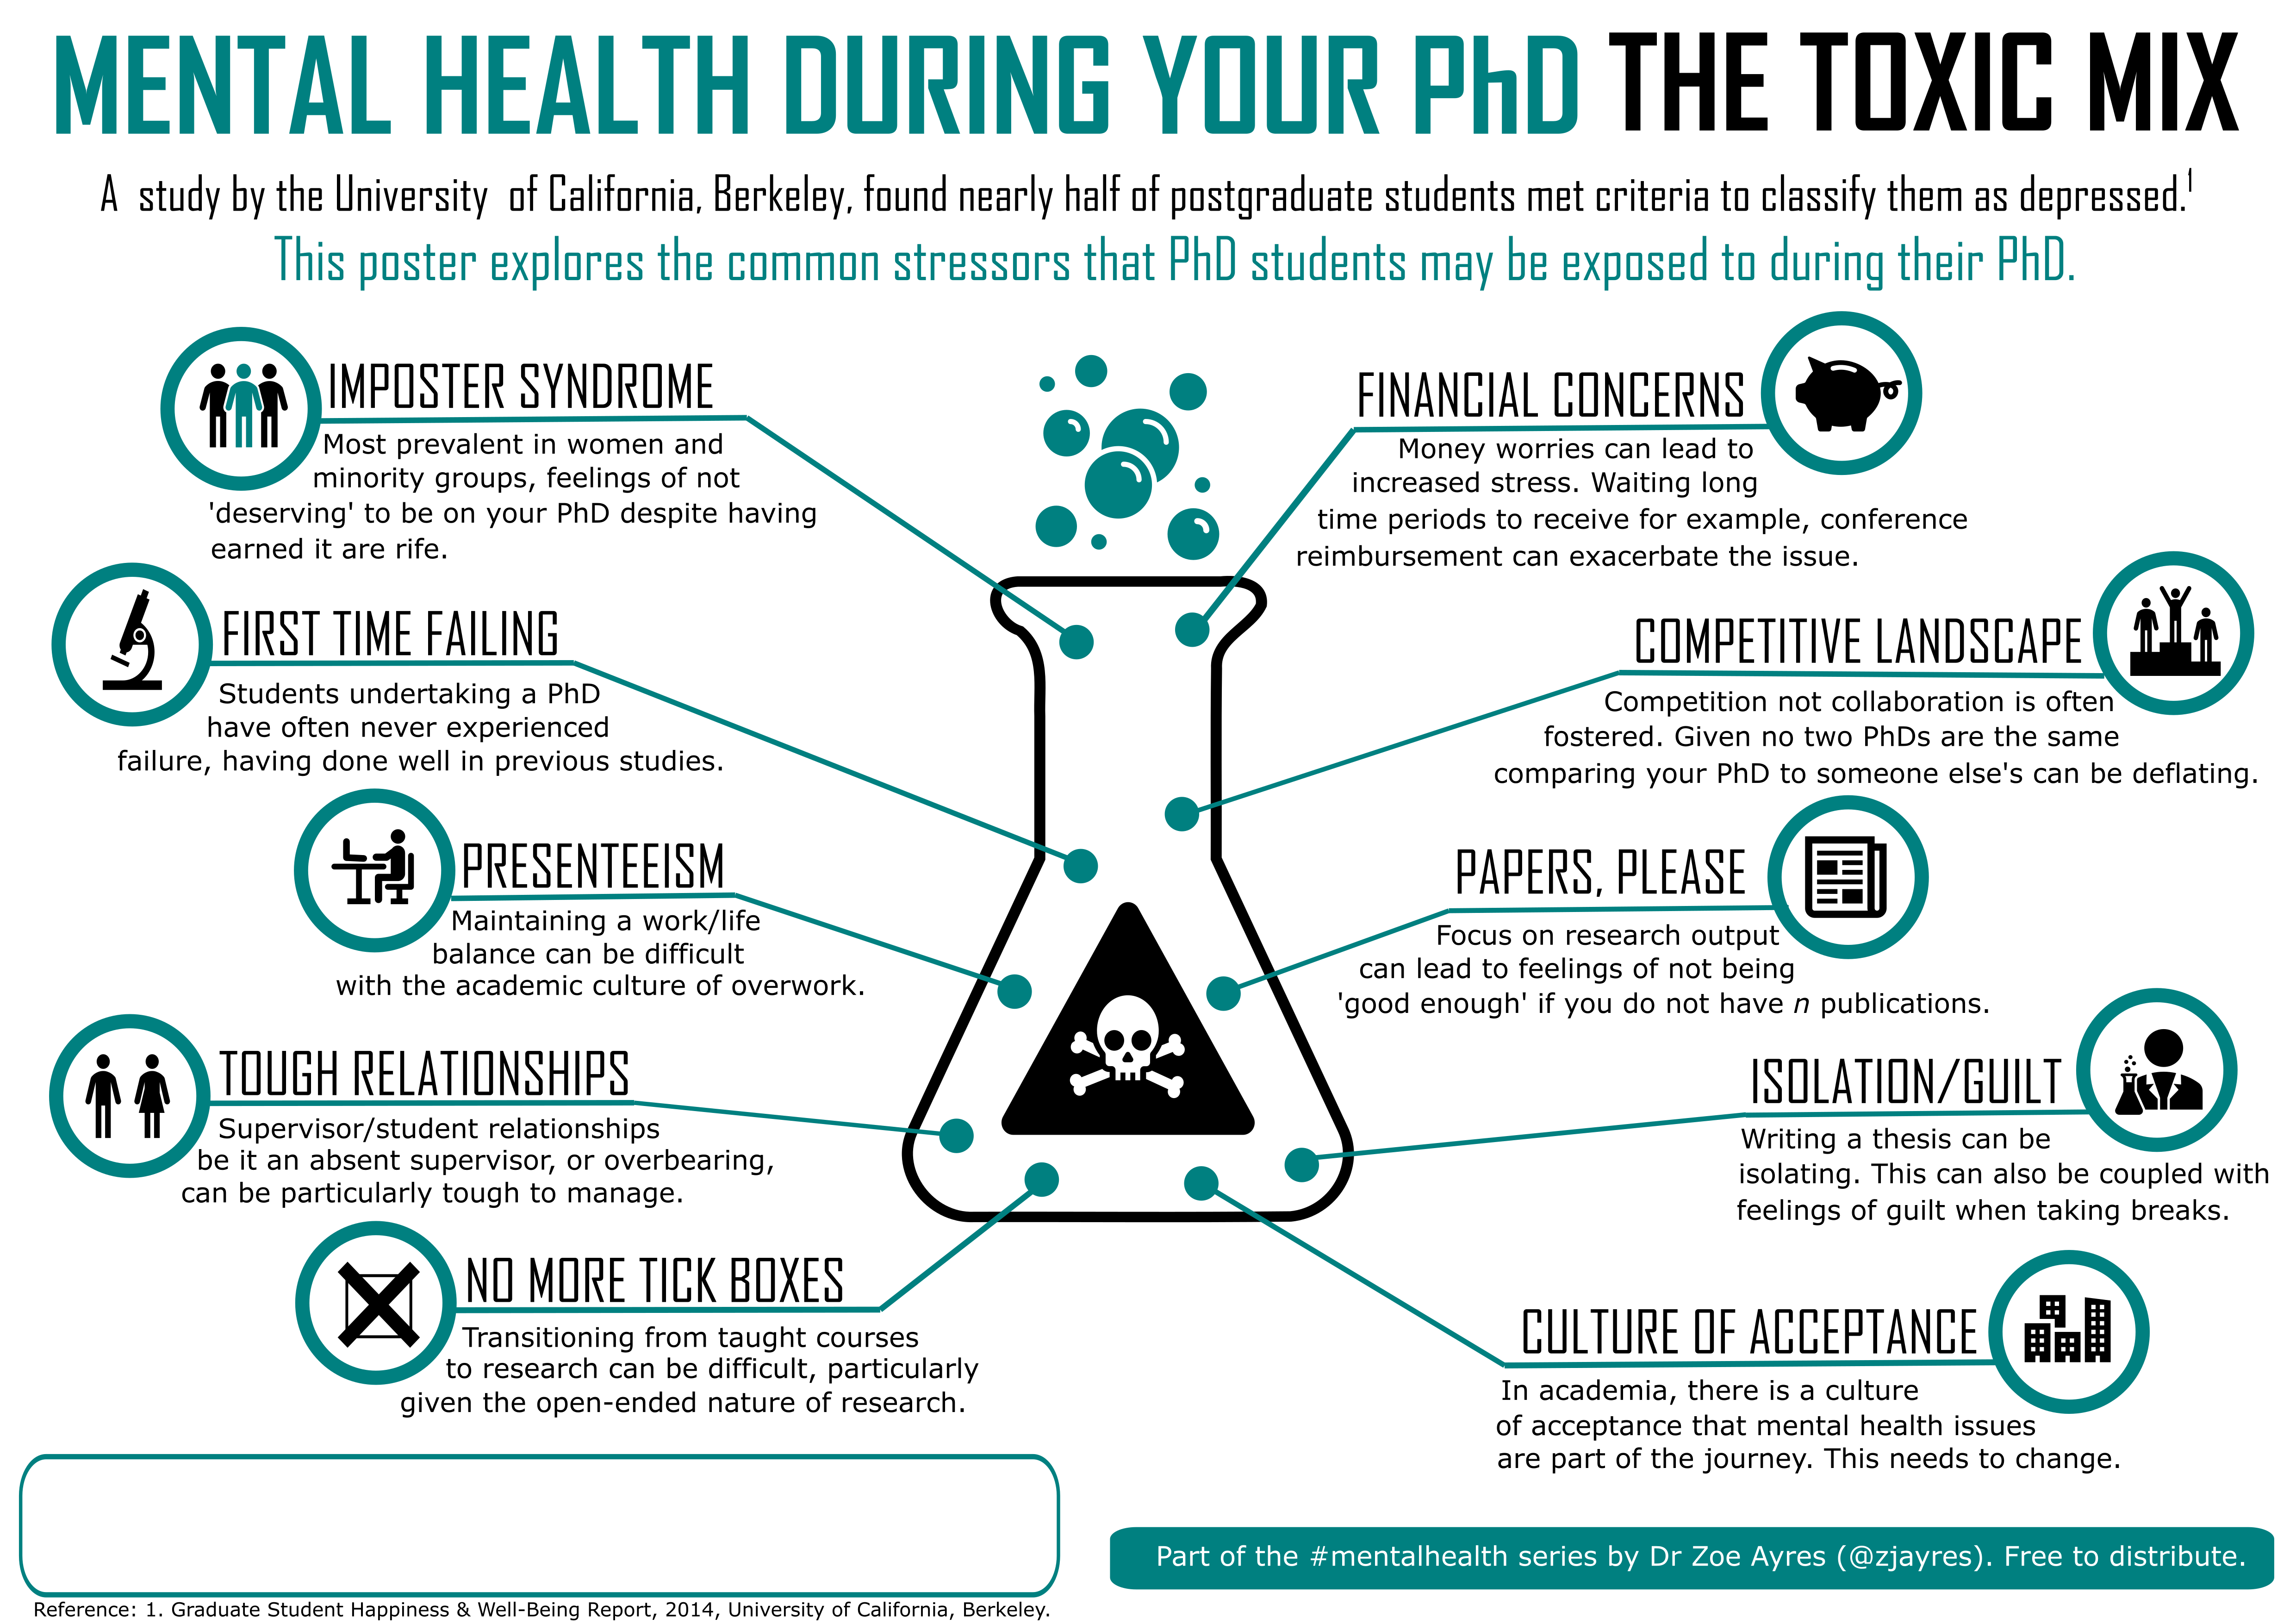 MENTAL HEALTH DURING YOUR PhD THE TOXIC MIX
A study by the University of California, Berkeley, found nearly half of postgraduate students met criteria to classify them as depressed.1
This poster explores the common stressors that PhD students may be exposed to during their PhD.
IMPOSTER SYNDROME
Most prevalent in women and
minority groups, feelings of not
'deserving' to be on your PhD despite having
earned it are rife.
FIRST TIME FAILING
Students undertaking a PhD
have often never experienced
failure, having done well in previous studies.
PRESENTEEISM
Maintaining a work/life
balance can be difficult
with the academic culture of overwork.
TOUGH RELATIONSHIPS
Supervisor/student relationships
be it an absent supervisor, or overbearing,
can be particularly tough to manage.
NO MORE TICK BOXES
Transitioning from taught courses
to research can be difficult, particularly
given the open-ended nature of research.
FINANCIAL CONCERNS
Money worries can lead to
increased stress. Waiting long
time periods to receive for example, conference
reimbursement can exacerbate the issue.
COMPETITIVE LANDSCAPE
Competition not collaboration is often
fostered. Given no two PhDs are the same
comparing your PhD to someone else's can be deflating.
PAPERS, PLEASE
Focus on research output
can lead to feelings of not being
'good enough' if you do not have n publications.
ISOLATION/GUILT
Writing a thesis can be
isolating. This can also be coupled with
feelings of guilt when taking breaks.
CULTURE OF ACCEPTANCE
In academia, there is a culture
of acceptance that mental health issues
are part of the journey. This needs to change.
Part of the #mentalhealth series by Dr Zoe Ayres (@zjayres). Free to distribute.
Reference: 1. Graduate Student Happiness & Well-Being Report, 2014, University of California, Berkeley.